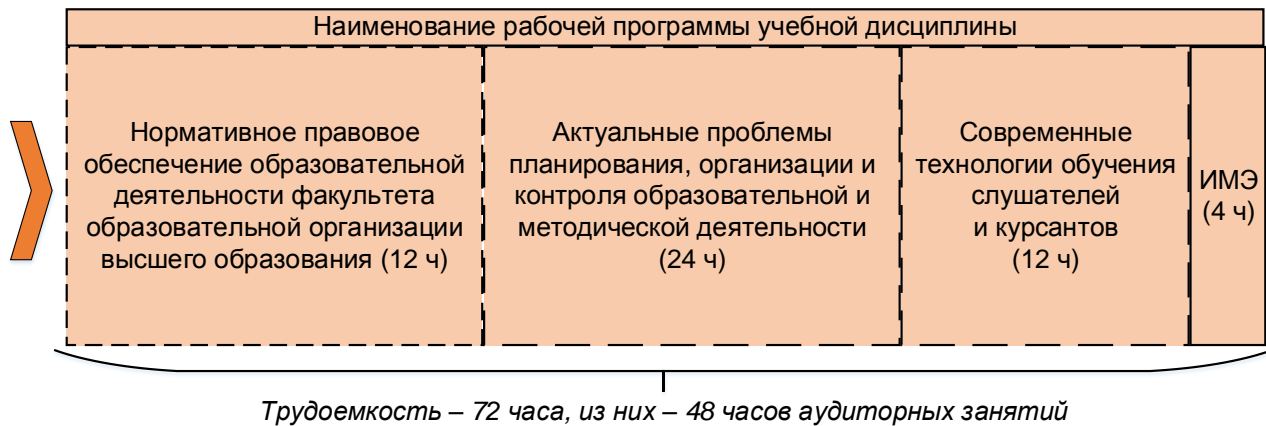 Наименование рабочей программы учебной дисциплины
Нормативное правовое
обеспечение образовательной
деятельности факультета
образовательной организации
высшего образования (12 ч)
Актуальные проблемы
планирования, организации и
контроля образовательной и
методической деятельности
(24 ч)
Современные
технологии обучения
слушателей
и курсантов
(12 ч)
ИМЭ
(4 ч)
Трудоемкость – 72 часа, из них – 48 часов аудиторных занятий